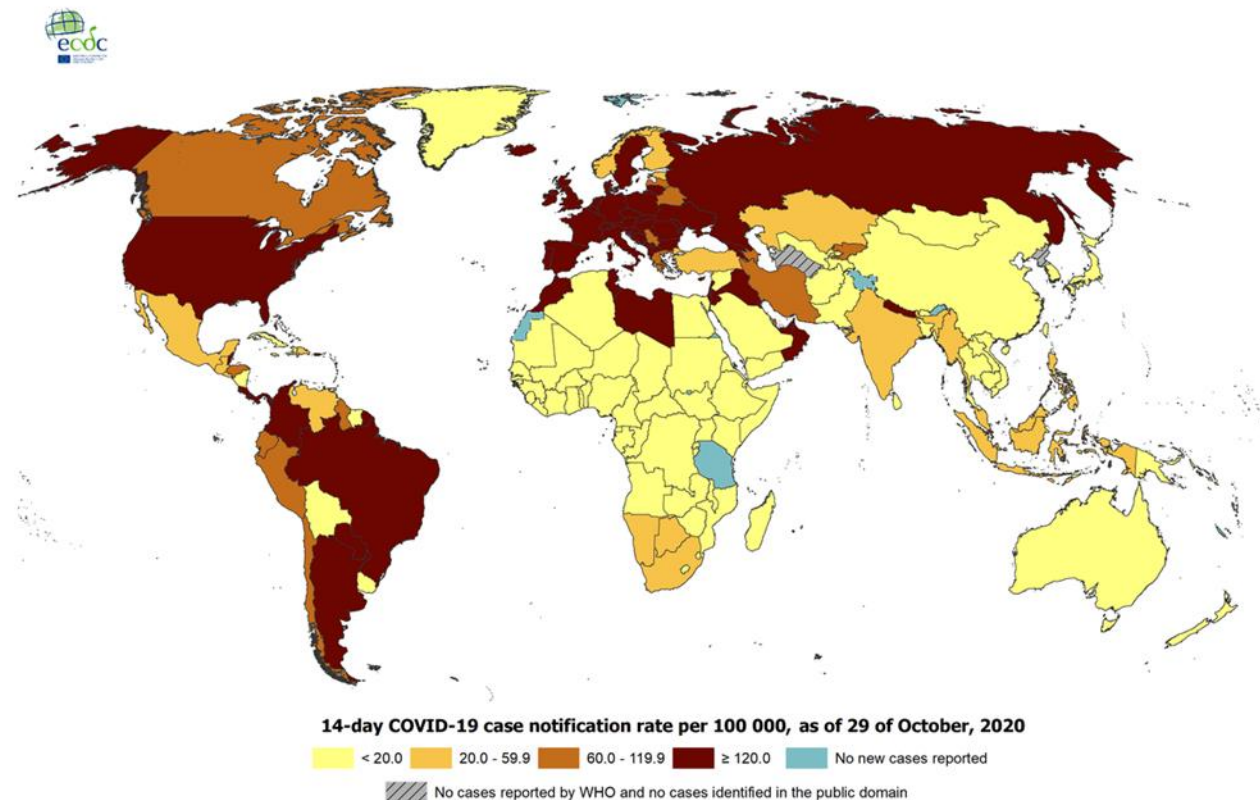 ecdc
14-day COVID-19 case notification rate per 100 000, as of 29 of October, 2020
< 20.0
20.0 - 59.9
60.0 - 119.9
≥ 120.0
No new cases reported
No cases reported by WHO and no cases identified in the public domain